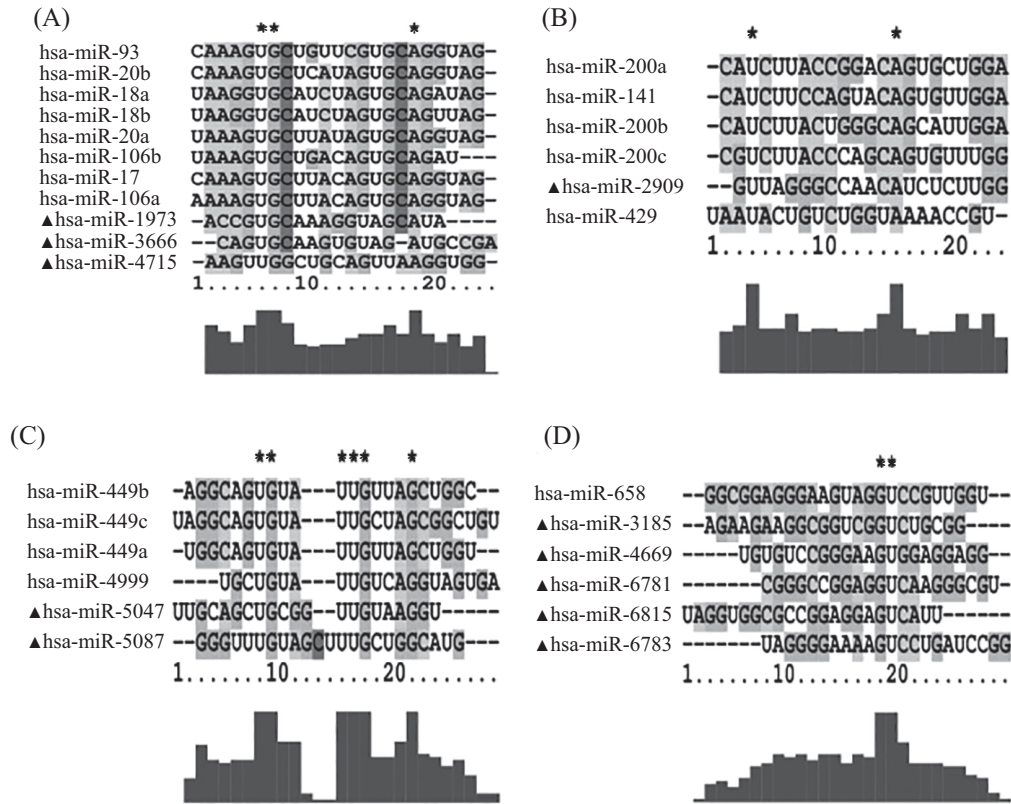 (A)
** *
hsa-miR-93 CAAAGUGCUGUUCGUGCAGGUAG-
hsa-miR-20b CAAAGUGCUCAUAGUGCAGGUAG-
hsa-miR-18a UAAGGUGCAUCUAGUGCAGAUAG-
hsa-miR-18b UAAGGUGCAUCUAGUGCAGUUAG-
hsa-miR-20a UAAAGUGCUUAUAGUGCAGGUAG-
hsa-miR-106b UAAAGUGCUGACAGUGCAGAU---
hsa-miR-17 CAAAGUGCUUACAGUGCAGGUAG-
hsa-miR-106a AAAAGUGCUUACAGUGCAGGUAG-
▲hsa-miR-1973 -ACCGUGCAAAGGUAGCAUA----
▲hsa-miR-3666 --CAGUGCAAGUGUAG-AUGCCGA
▲hsa-miR-4715 -AAGUUGGCUGCAGUUAAGGUGG-
1.......10........20....
(B)
* *
hsa-miR-200a -CAUCUUACCGGACAGUGCUGGA
hsa-miR-141 -CAUCUUCCAGUACAGUGUUGGA
hsa-miR-200b -CAUCUUACUGGGCAGCAUUGGA
hsa-miR-200c -CGUCUUACCCAGCAGUGUUUGG
▲hsa-miR-2909 --GUUAGGGCCAACAUCUCUUGG
hsa-miR-429 UAAUACUGUCUGGUAAAACCGU-
1.......10........20...
(C)
** *** *
hsa-miR-449b -AGGCAGUGUA---UUGUUAGCUGGC--
hsa-miR-449c UAGGCAGUGUA---UUGCUAGCGGCUGU
hsa-miR-449a -UGGCAGUGUA---UUGUUAGCUGGU--
hsa-miR-4999 ----UGCUGUA---UUGUCAGGUAGUGA
▲hsa-miR-5047 UUGCAGCUGCGG--UUGUAAGGU-----
▲hsa-miR-5087 --GGGUUUGUAGCUUUGCUGGCAUG---
1.......10........20........
(D)
**
hsa-miR-658 --GGCGGAGGGAAGUAGGUCCGUUGGU--
▲hsa-miR-3185 --AGAAGAAGGCGGUCGGUCUGCGG----
▲hsa-miR-4669 -----UGUGUCCGGGAAGUGGAGGAGG--
▲hsa-miR-6781 -------CGGGCCGGAGGUCAAGGGCGU-
▲hsa-miR-6815 UAGGUGGCGCCGGAGGAGUCAUU------
▲hsa-miR-6783 -------UAGGGGAAAAGUCCUGAUCCGG
1.......10........20.........